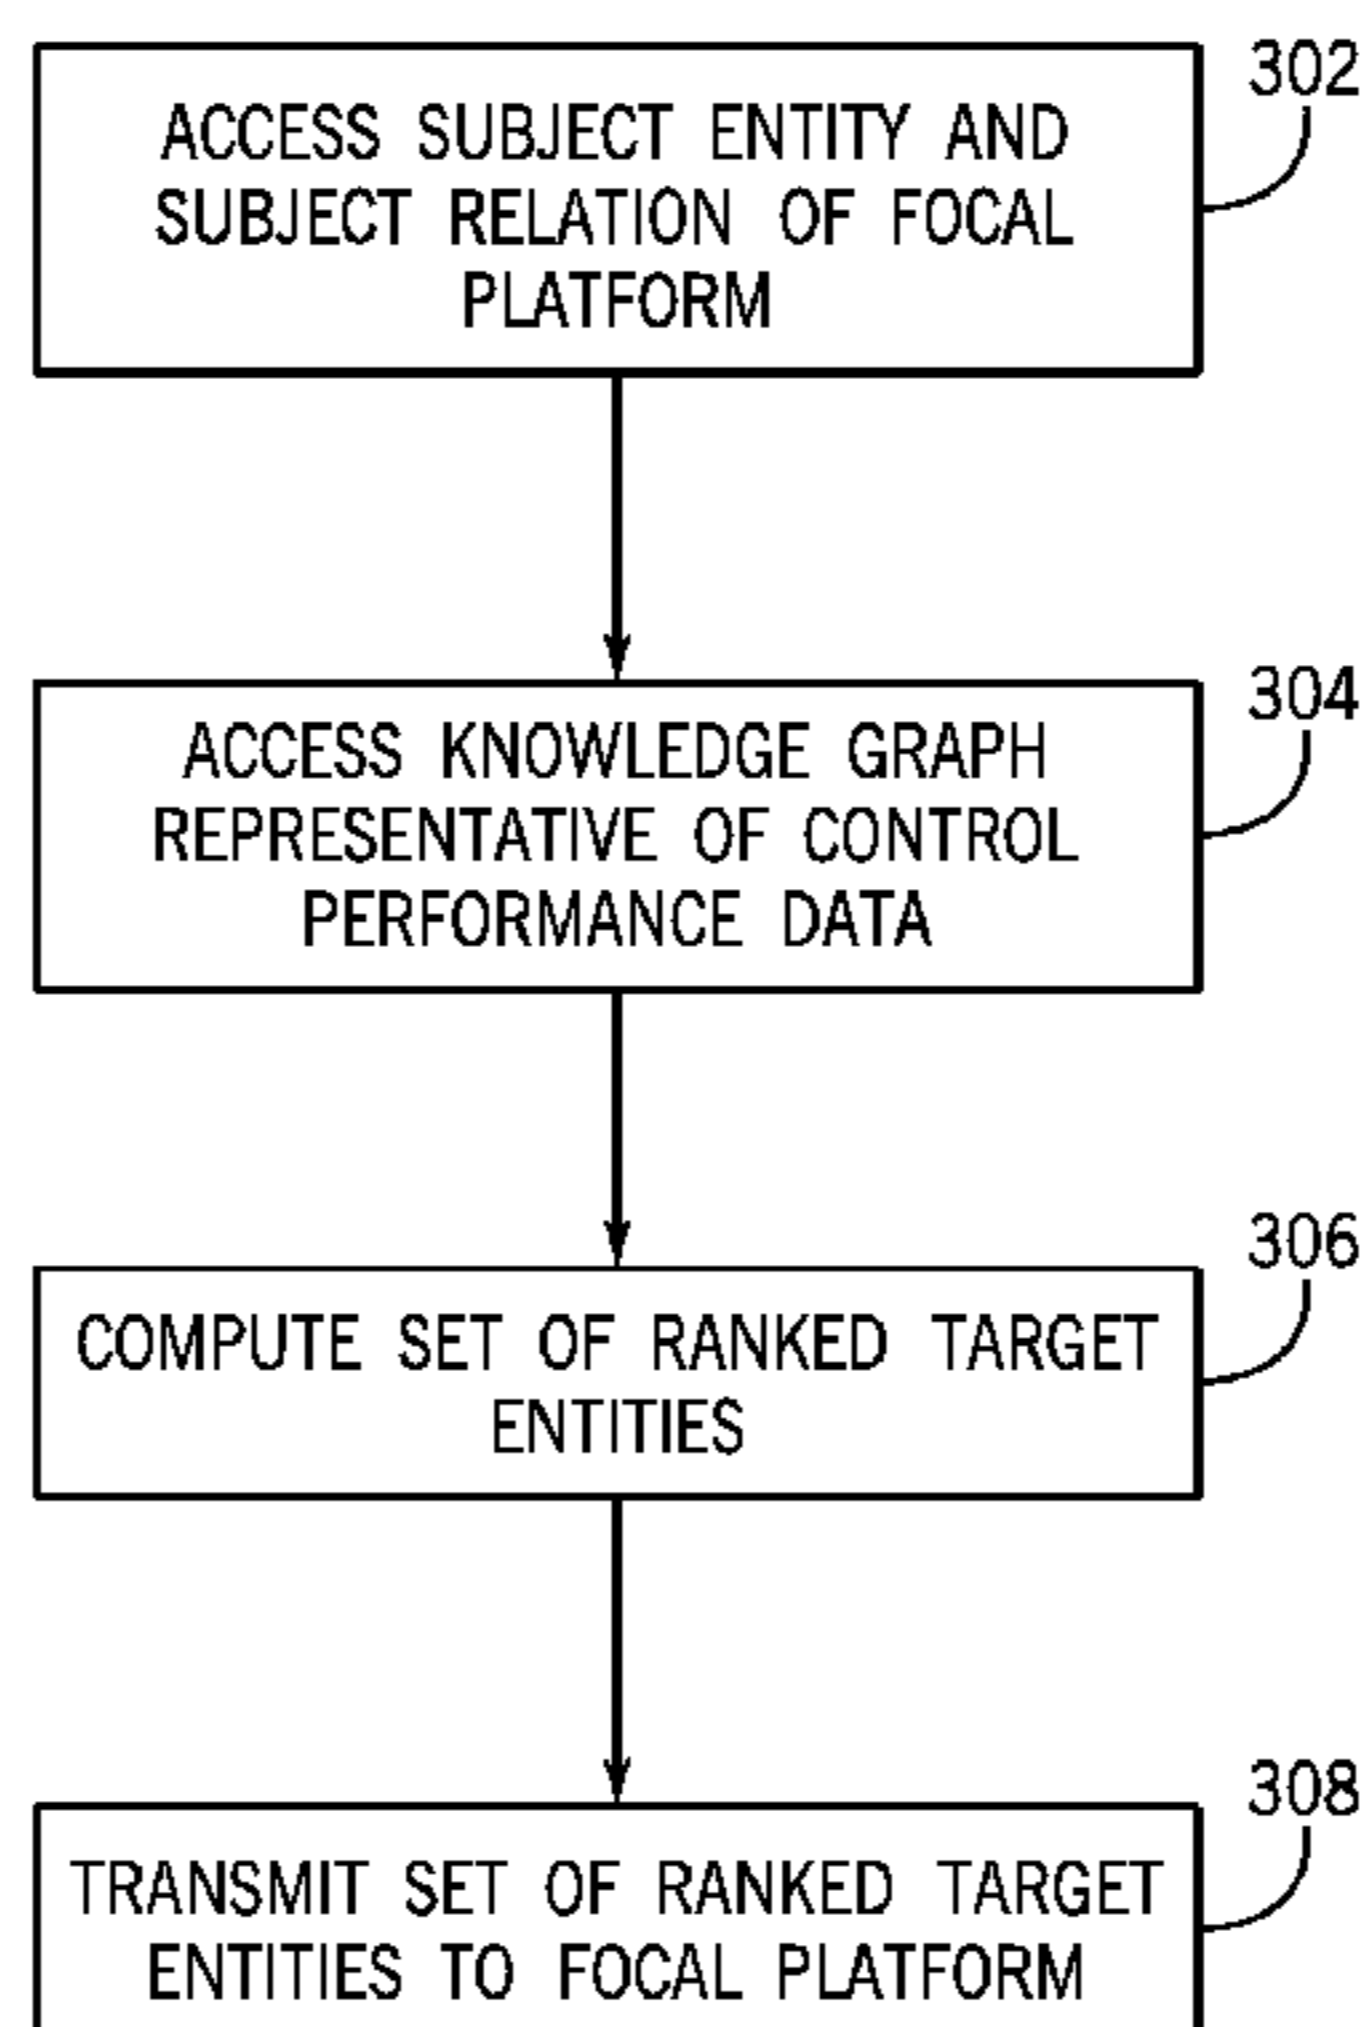 302
ACCESS SUBJECT ENTITY AND
SUBJECT RELATION OF FOCAL
PLATFORM
304
ACCESS KNOWLEDGE GRAPH
REPRESENTATIVE OF CONTROL
PERFORMANCE DATA
306
COMPUTE SET OF RANKED TARGET
ENTITIES
308
TRANSMIT SET OF RANKED TARGET
ENTITIES TO FOCAL PLATFORM